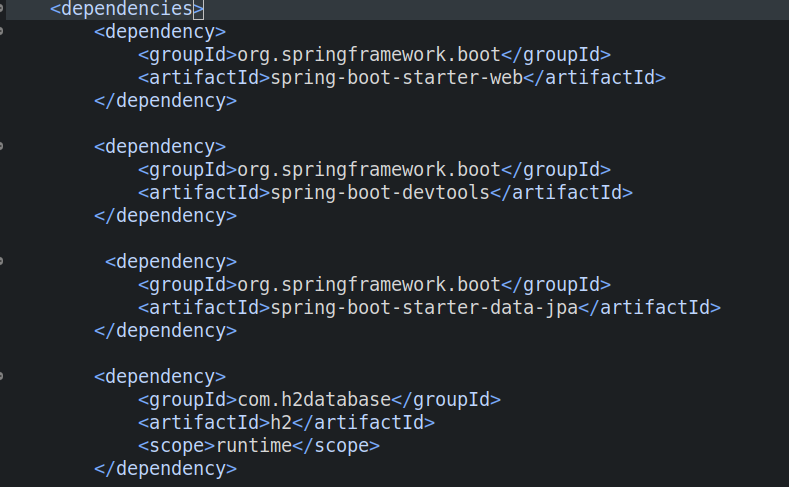 <dependencies>
<dependency>
<groupId>org.springframework.boot</groupId>
<artifactId>spring-boot-starter-web</artifactId>
</dependency>
<dependency>
<groupId>org.springframework.boot</groupId>
<artifactId>spring-boot-devtools</artifactId>
</dependency>
<dependency>
<groupId>org.springframework.boot</groupId>
<artifactId>spring-boot-starter-data-jpa</artifactId>
</dependency>
<dependency>
<groupId>com.h2database</groupId>
<artifactId>h2</artifactId>
<scope>runtime</scope>
</dependency>